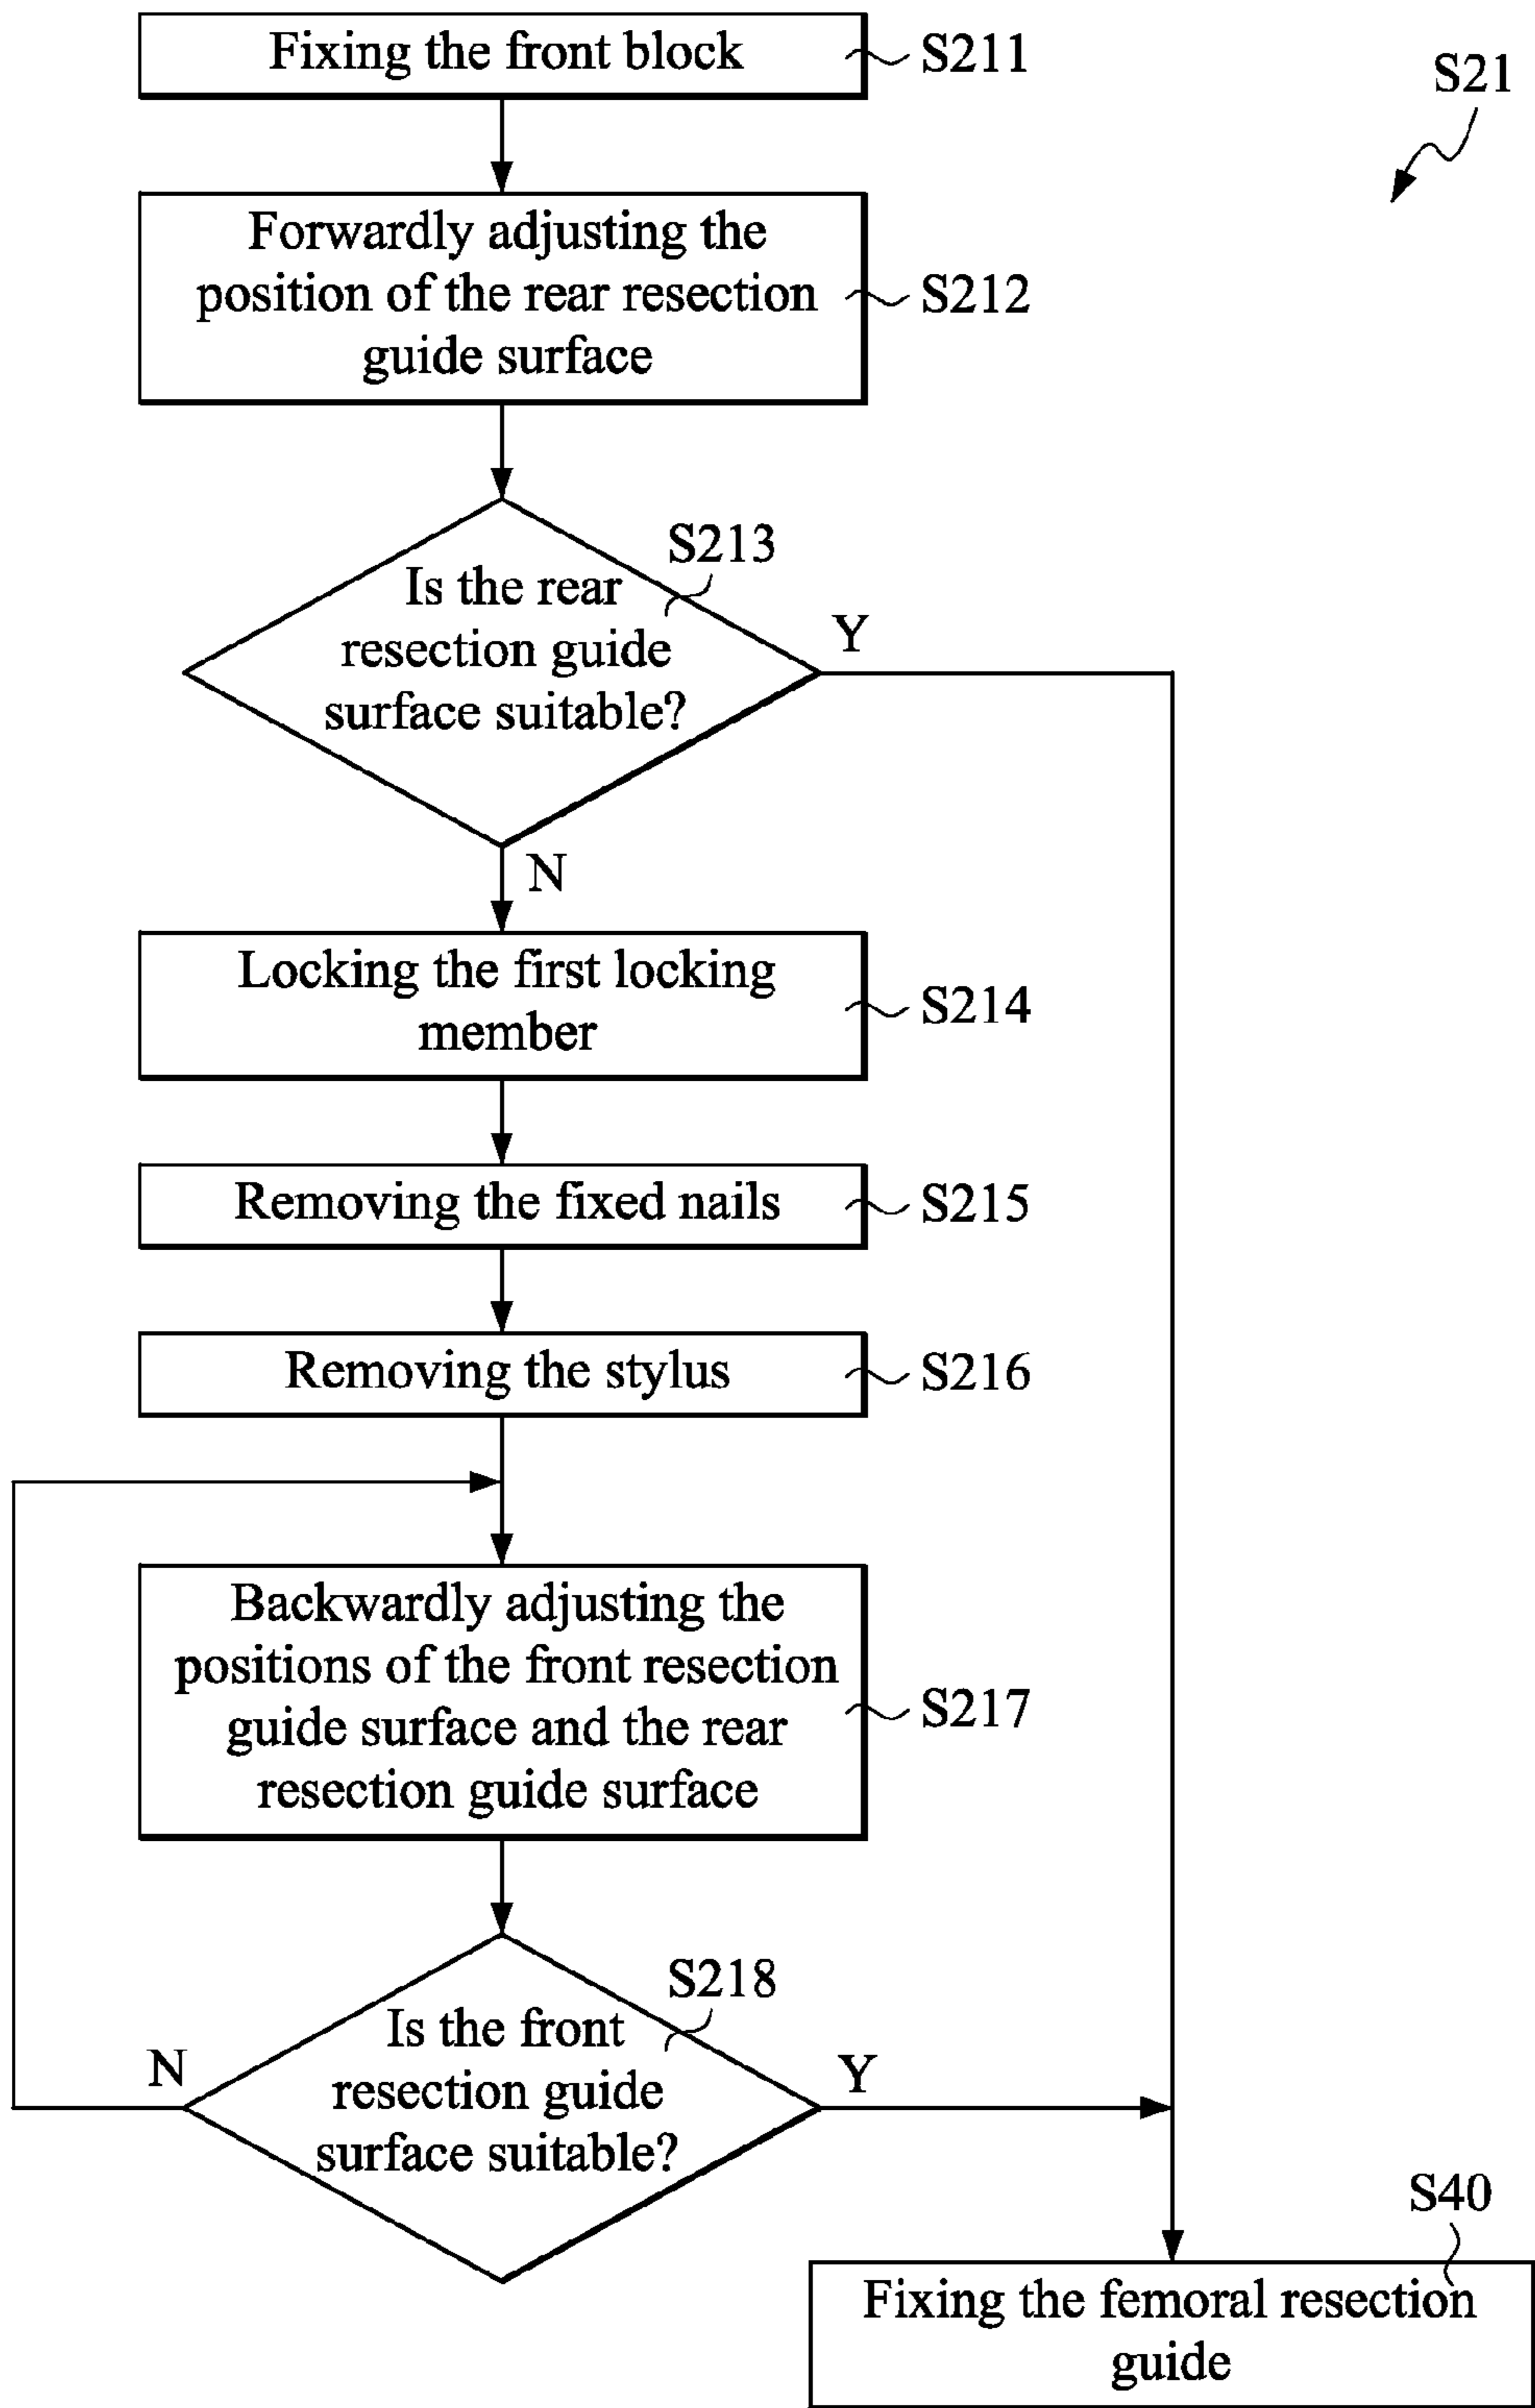 Fixing the front block
S211
S21
Forwardly adjusting the
position of the rear resection
guide surface
S212
S213
Is the rear
resection guide
surface suitable?
Y
N
Locking the first locking
member
S214
Removing the fixed nails
S215
Removing the stylus
S216
Backwardly adjusting the
positions of the front resection
guide surface and the rear
resection guide surface
S217
S218
Is the front
resection guide
surface suitable?
N
Y
S40
Fixing the femoral resection
guide